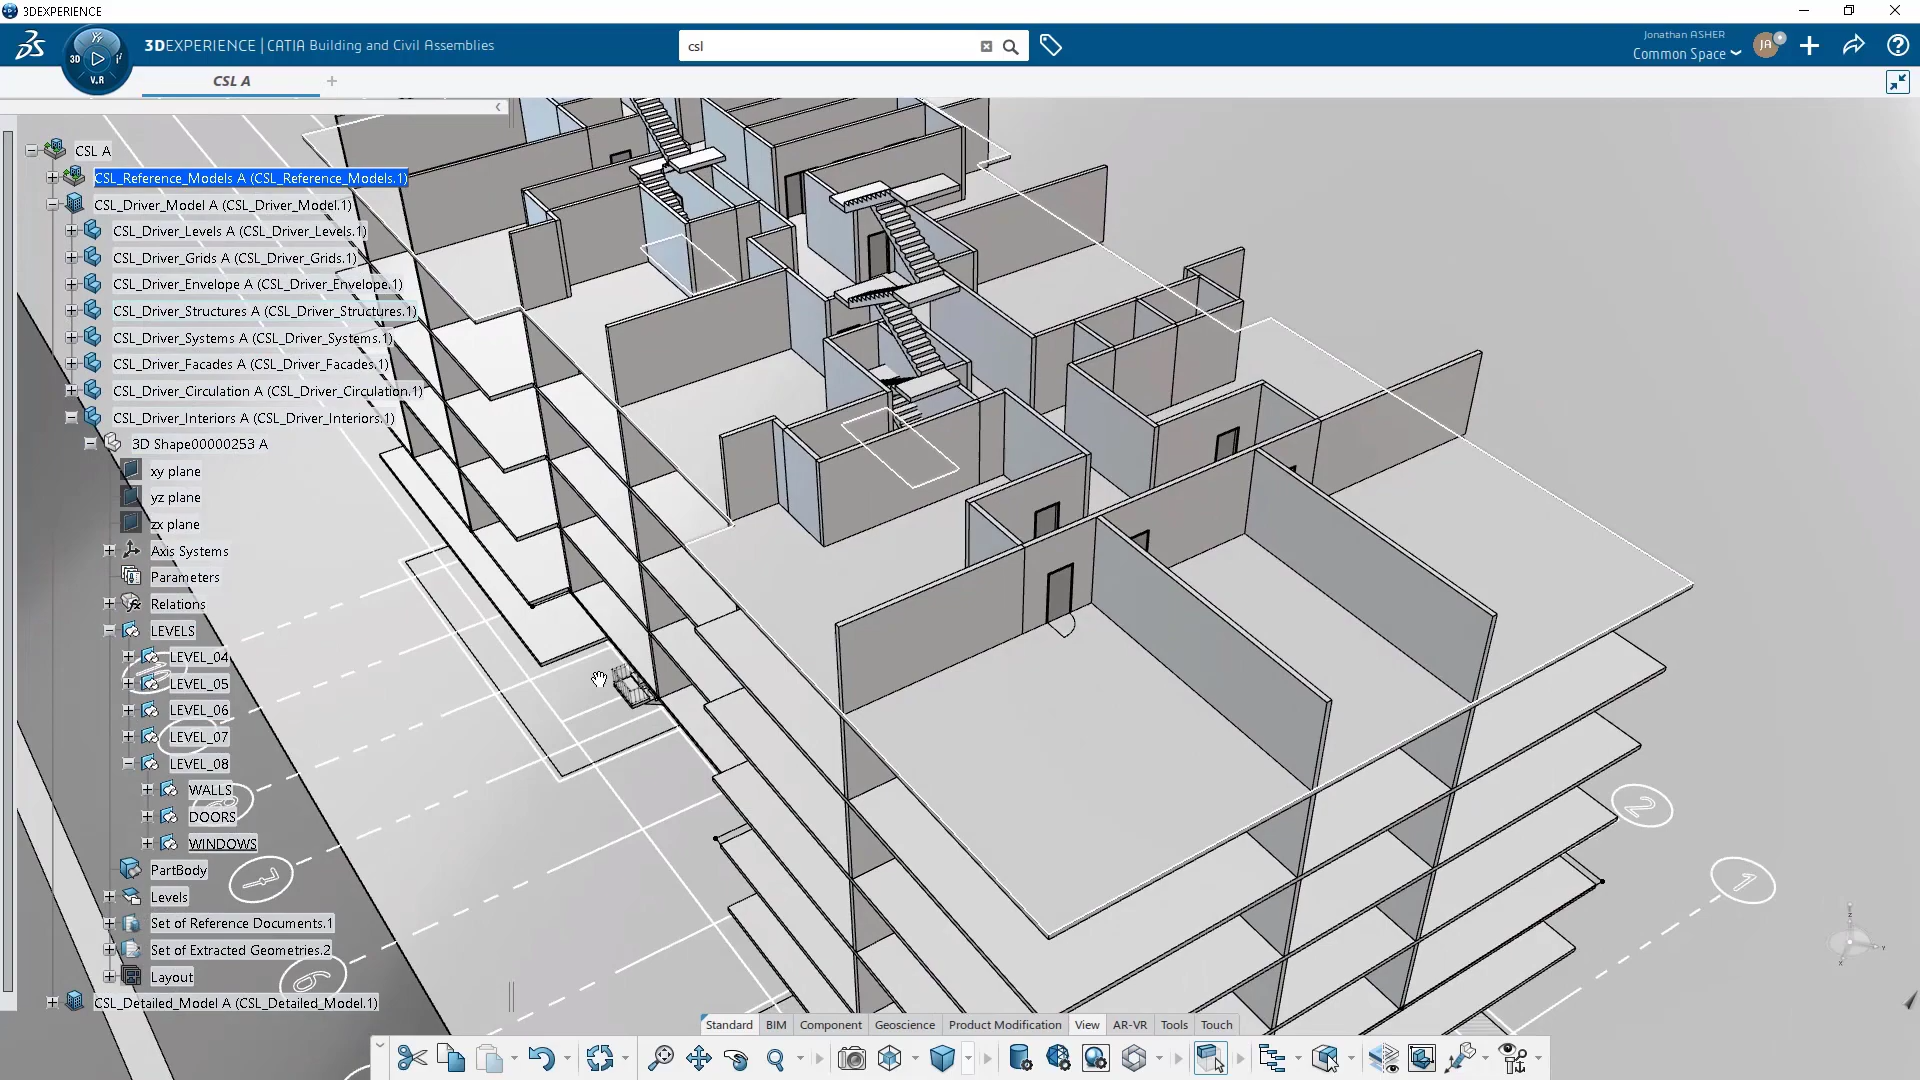 3DEXPERIENCE
3DEXPERIENCE | CATIA Building and Civil Assemblies
csl
Jonathan ASHER
Common Space
JA
3D
V.R
CSL A
CSL A
CSL_Reference_Models A (CSL_Reference_Models.1)
CSL_Driver_Model A (CSL_Driver_Model.1)
CSL_Driver_Levels A (CSL_Driver_Levels.1)
CSL_Driver_Grids A (CSL_Driver_Grids.1)
CSL_Driver_Envelope A (CSL_Driver_Envelope.1)
CSL_Driver_Structures A (CSL_Driver_Structures.1)
CSL_Driver_Systems A (CSL_Driver_Systems.1)
CSL_Driver_Facades A (CSL_Driver_Facades.1)
CSL_Driver_Circulation A (CSL_Driver_Circulation.1)
CSL_Driver_Interiors A (CSL_Driver_Interiors.1)
3D Shape00000253 A
xy plane
yz plane
zx plane
Axis Systems
Parameters
Relations
LEVELS
LEVEL_04
LEVEL_05
LEVEL_06
LEVEL_07
LEVEL_08
WALLS
DOORS
WINDOWS
PartBody
Levels
Set of Reference Documents.1
Set of Extracted Geometries.2
Layout
CSL_Detailed_Model A (CSL_Detailed_Model.1)
2
1
Standard BIM Component Geoscience Product Modification View AR-VR Tools Touch